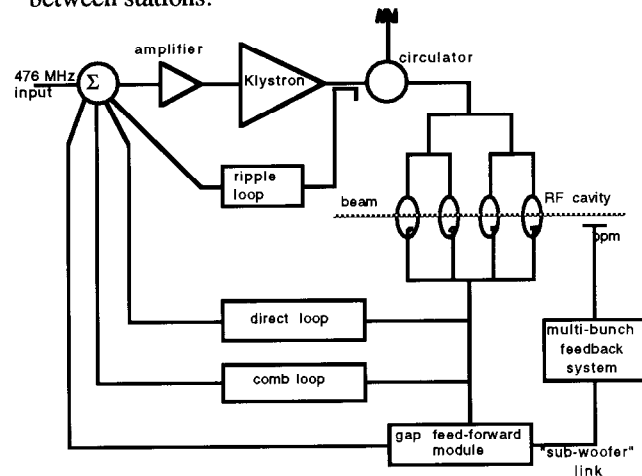 between stations.
amplifier
circulator
476 MHz
input
Σ
Klystron
ripple
loop
beam
RF cavity
bpm
direct loop
multi-bunch
feedback
system
comb loop
gap feed-forward
module
"sub-woofer"
link